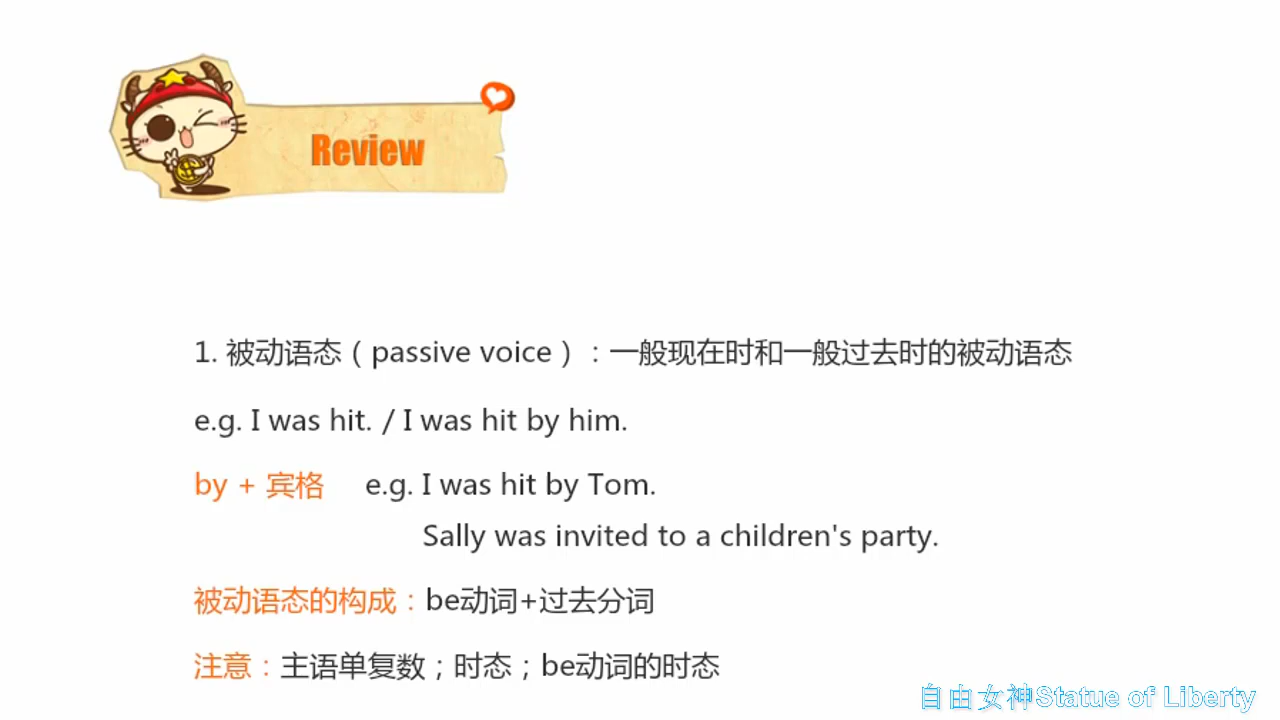 Review
1. 被动语态（passive voice）：一般现在时和一般过去时的被动语态
e.g. I was hit. / I was hit by him.
by + 宾格 e.g. I was hit by Tom.
Sally was invited to a children's party.
被动语态的构成：be动词+过去分词
注意：主语单复数；时态；be动词的时态
自由女神Statue of Liberty